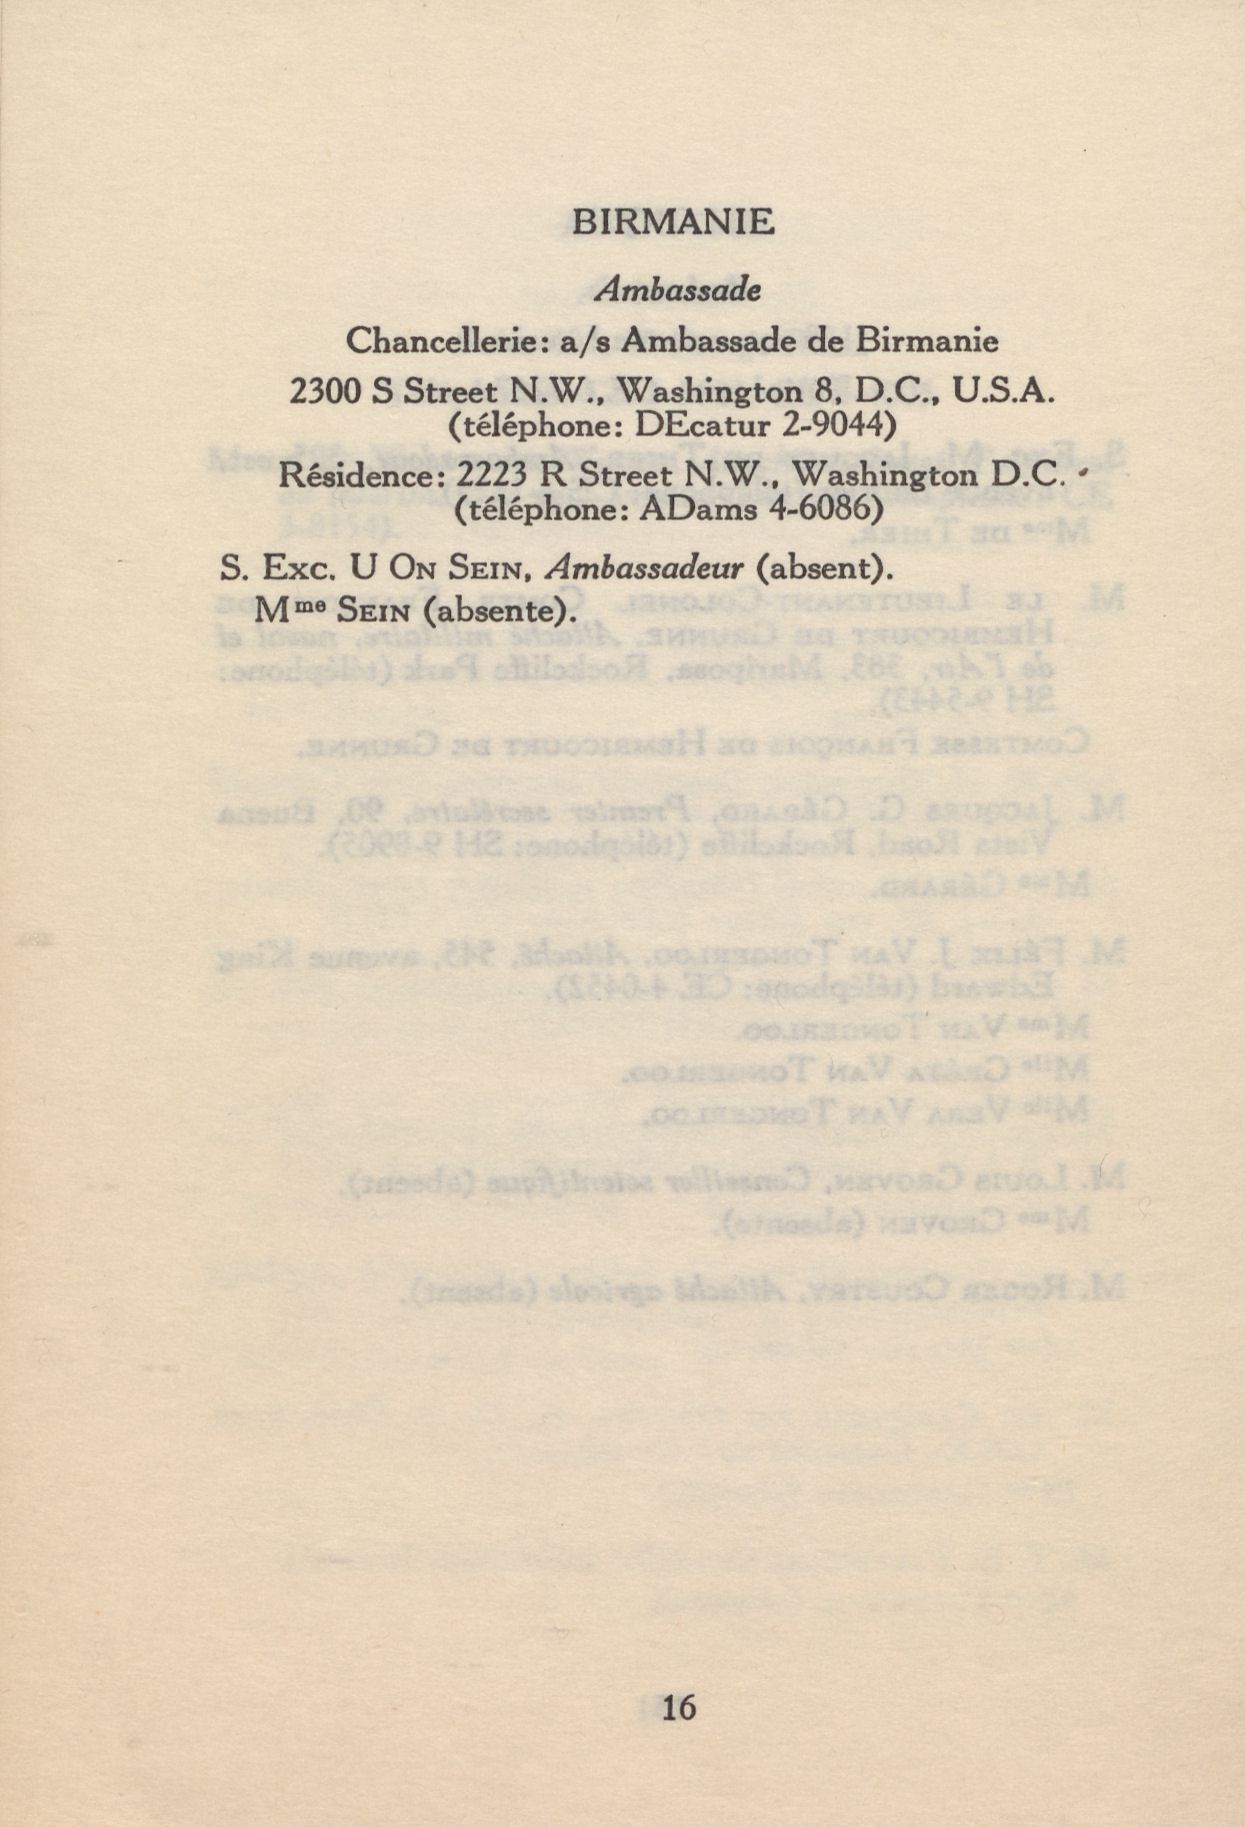 BIRMANIE
Ambassade
Chancellerie: a/s Ambassade de Birmanie
2300 S Street N.W., Washington 8, D.C., U.S.A.
(téléphone: DEcatur 2-9044)
Résidence: 2223 R Street N.W., Washington D.C.
(téléphone: ADams 4-6086)
S. Exc. U On Sein, Ambassadeur (absent).
Mme Sein (absente).
16